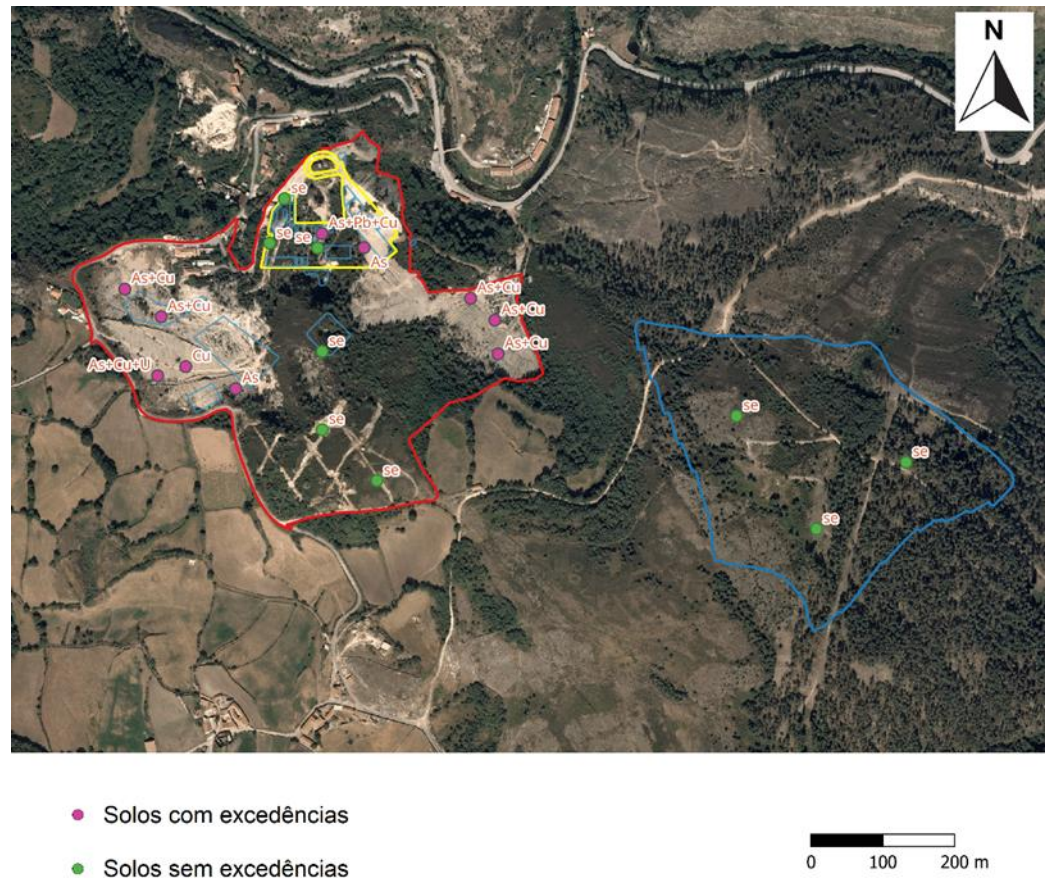 N
se
As+Pb+Cu
se
se
As
As+Cu
As+Cu
As+Cu
As+Cu
As+Cu
se
Cu
As+Cu+U
As
se
se
se
se
se
Solos com excedências
Solos sem excedências
0 100 200 m